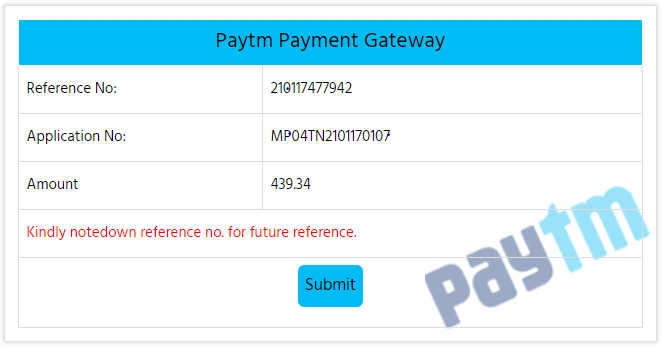 Paytm Payment Gateway
Reference No: 210117477942
Application No: MP04TN2101170107
Amount 439.34
Kindly notedown reference no. for future reference.
paytm
Submit